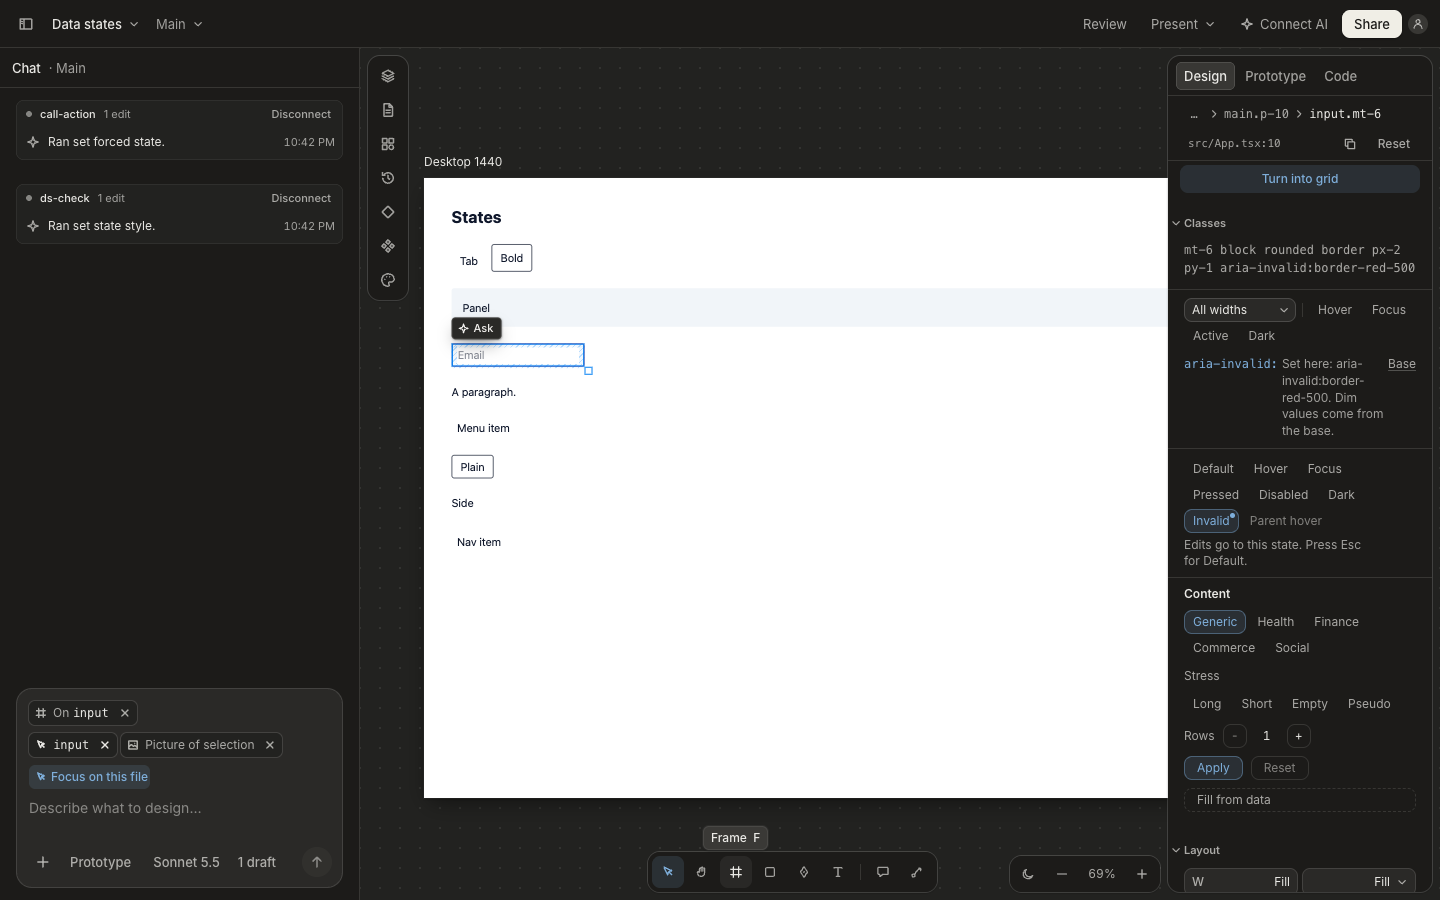 Data states
Main
Review
Present
Connect AI
Share
Chat · Main
call-action 1 edit Disconnect
Ran set forced state. 10:42 PM
ds-check 1 edit Disconnect
Ran set state style. 10:42 PM
On input
input
Picture of selection
Focus on this file
Describe what to design...
Prototype
Sonnet 5.5
1 draft
Desktop 1440
States
Tab
Bold
Panel
Ask
Email
A paragraph.
Menu item
Plain
Side
Nav item
Frame F
69%
Design Prototype Code
... main.p-10 input.mt-6
src/App.tsx:10 Reset
Turn into grid
Classes
mt-6 block rounded border px-2
py-1 aria-invalid:border-red-500
All widths Hover Focus
Active Dark
aria-invalid: Set here: aria- Base
invalid:border-
red-500. Dim
values come from
the base.
Default Hover Focus
Pressed Disabled Dark
Invalid Parent hover
Edits go to this state. Press Esc
for Default.
Content
Generic Health Finance
Commerce Social
Stress
Long Short Empty Pseudo
Rows - 1 +
Apply Reset
Fill from data
Layout
W Fill Fill